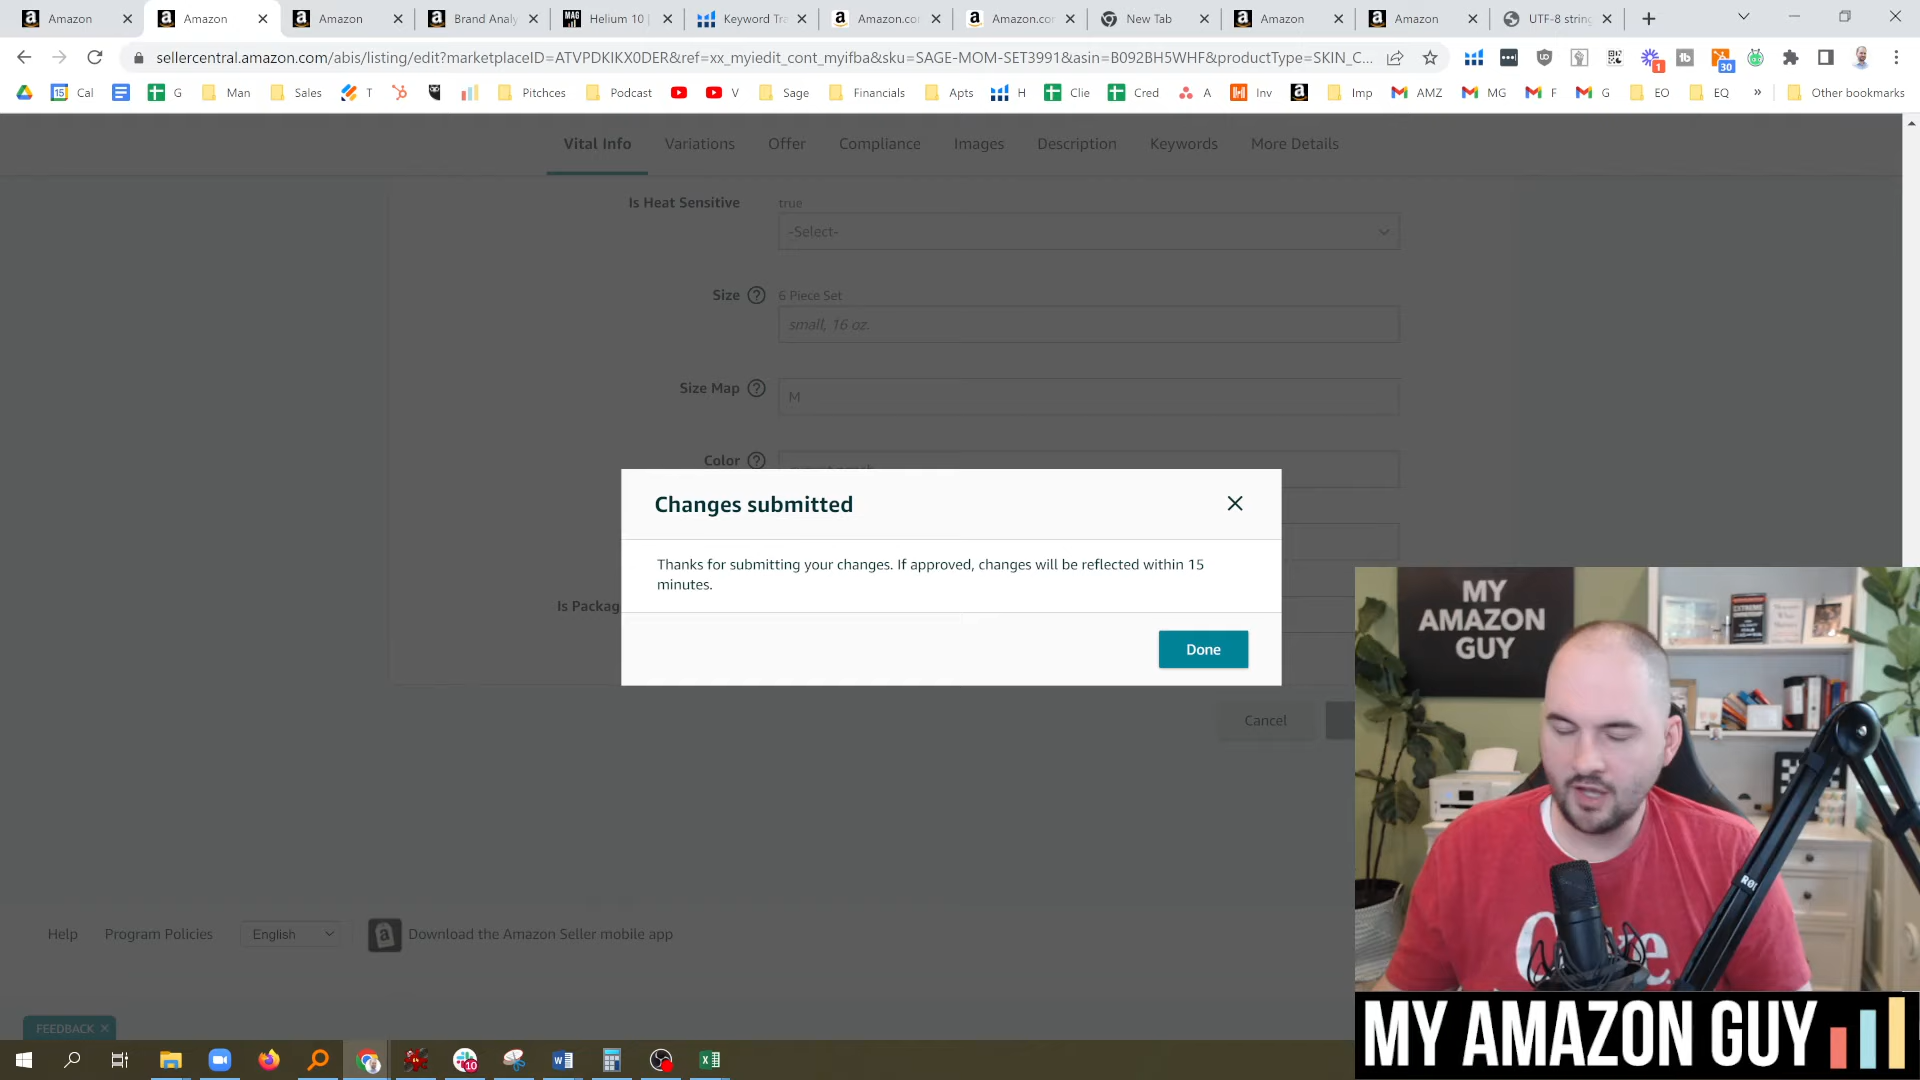 Amazon
Amazon
Amazon
Brand Analy
Helium 10 |
Keyword Tra
Amazon.co
Amazon.co
New Tab
Amazon
Amazon
UTF-8 string
sellercentral.amazon.com/abis/listing/edit?marketplaceID=ATVPDKIKX0DER&ref=xx_myiedit_cont_myifba&sku=SAGE-MOM-SET3991&asin=B092BH5WHF&productType=SKIN_C...
1
30
15 Cal
G
Man
Sales
T
Pitchces
Podcast
V
Sage
Financials
Apts
H
Clie
Cred
A
Inv
Imp
AMZ
MG
F
G
EO
EQ
»
Other bookmarks
Vital Info
Variations
Offer
Compliance
Images
Description
Keywords
More Details
Is Heat Sensitive
true
-Select-
Size
6 Piece Set
small, 16 oz.
Size Map
M
Color
Changes submitted
Thanks for submitting your changes. If approved, changes will be reflected within 15
minutes.
Is Packag
Done
Cancel
MY
AMAZON
GUY
Help
Program Policies
English
Download the Amazon Seller mobile app
FEEDBACK
MY AMAZON GUY
10